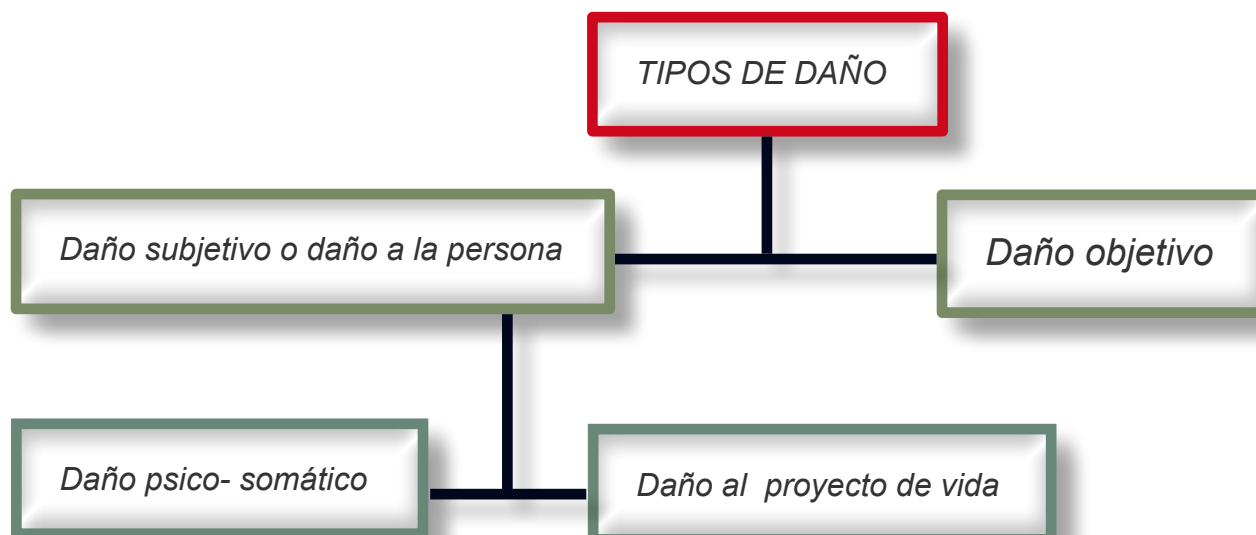 TIPOS DE DAÑO
Daño subjetivo o daño a la persona
Daño objetivo
Daño psico- somático
Daño al proyecto de vida